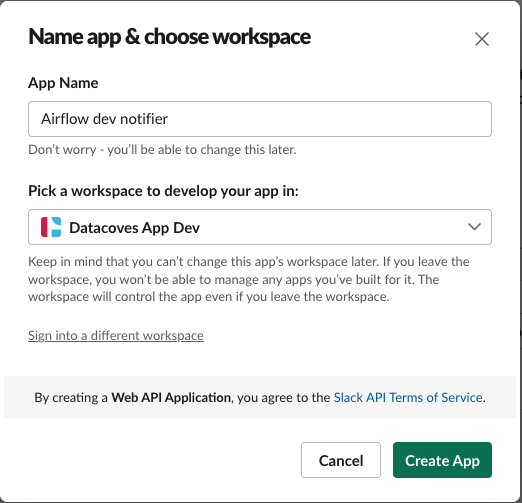 Name app & choose workspace
App Name
Airflow dev notifier
Don't worry - you'll be able to change this later.
Pick a workspace to develop your app in:
Datacoves App Dev
Keep in mind that you can't change this app's workspace later. If you leave the
workspace, you won't be able to manage any apps you've built for it. The
workspace will control the app even if you leave the workspace.
Sign into a different workspace
By creating a Web API Application, you agree to the Slack API Terms of Service.
Cancel
Create App